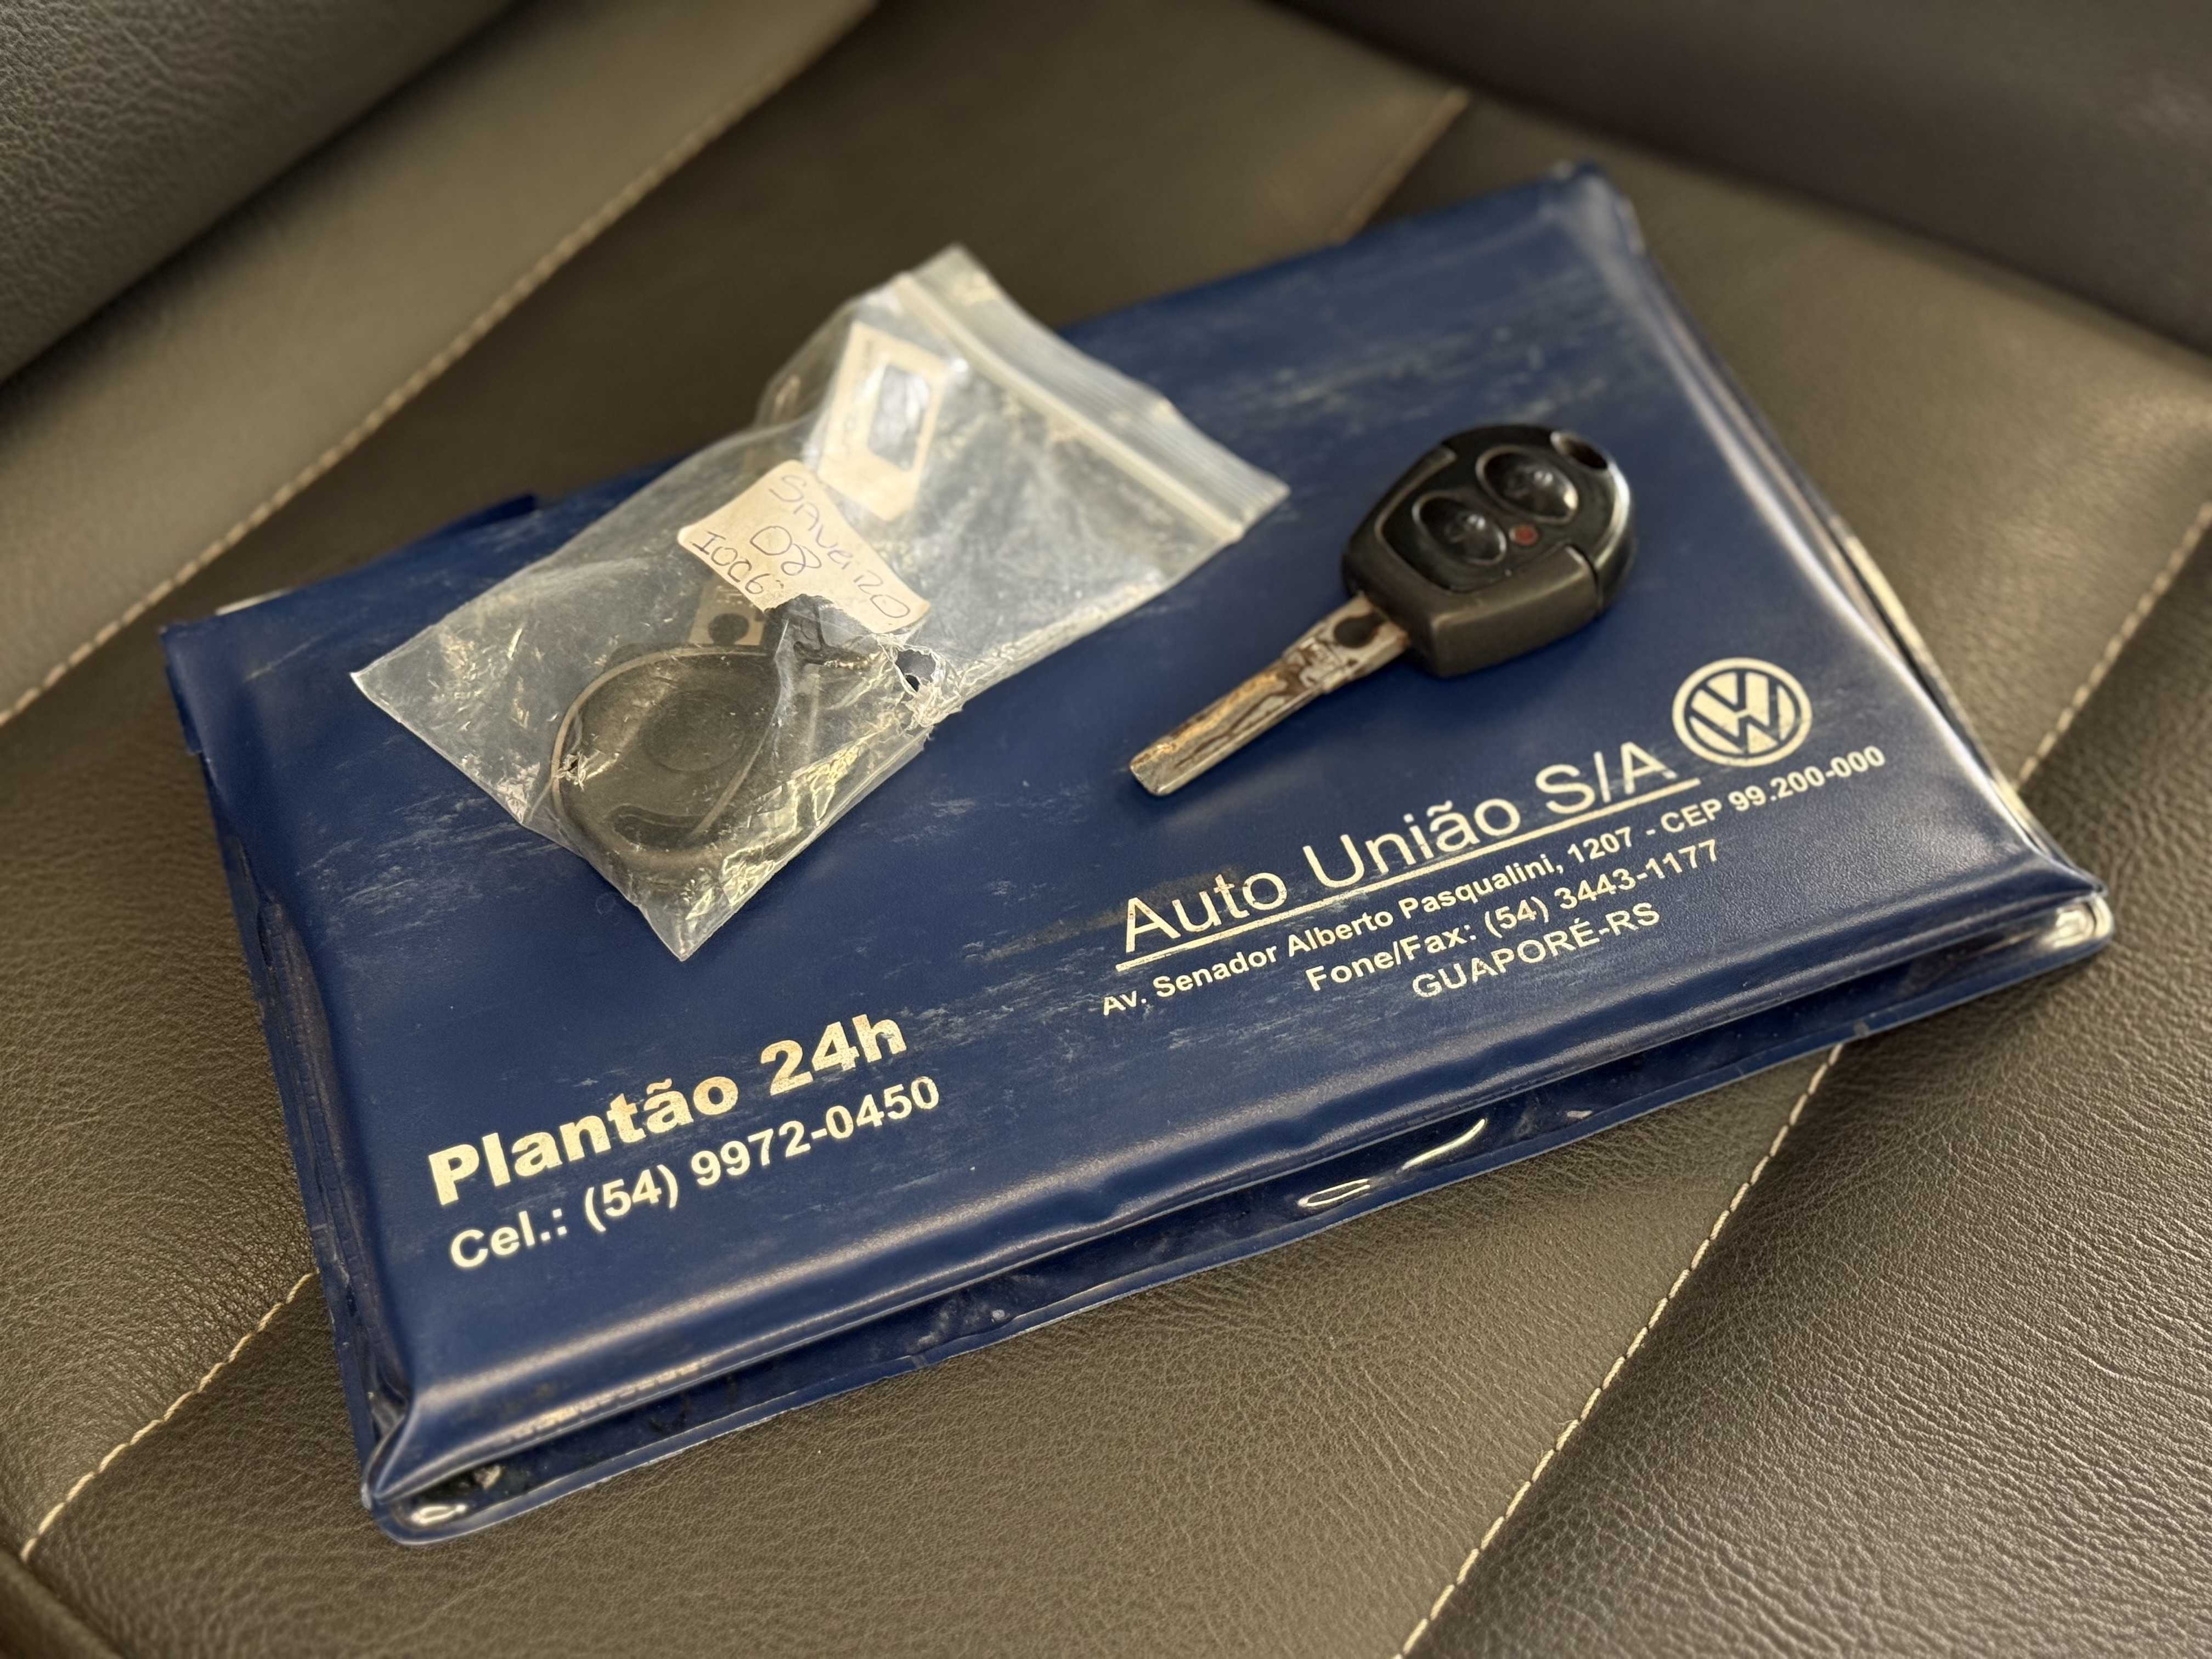 SAVEIRO
08
Auto União S/A
Av. Senador Alberto Pasqualini, 1207 - CEP 99.200-000
Fone/Fax: (54) 3443-1177
GUAPORÉ-RS
Plantão 24h
Cel.: (54) 9972-0450